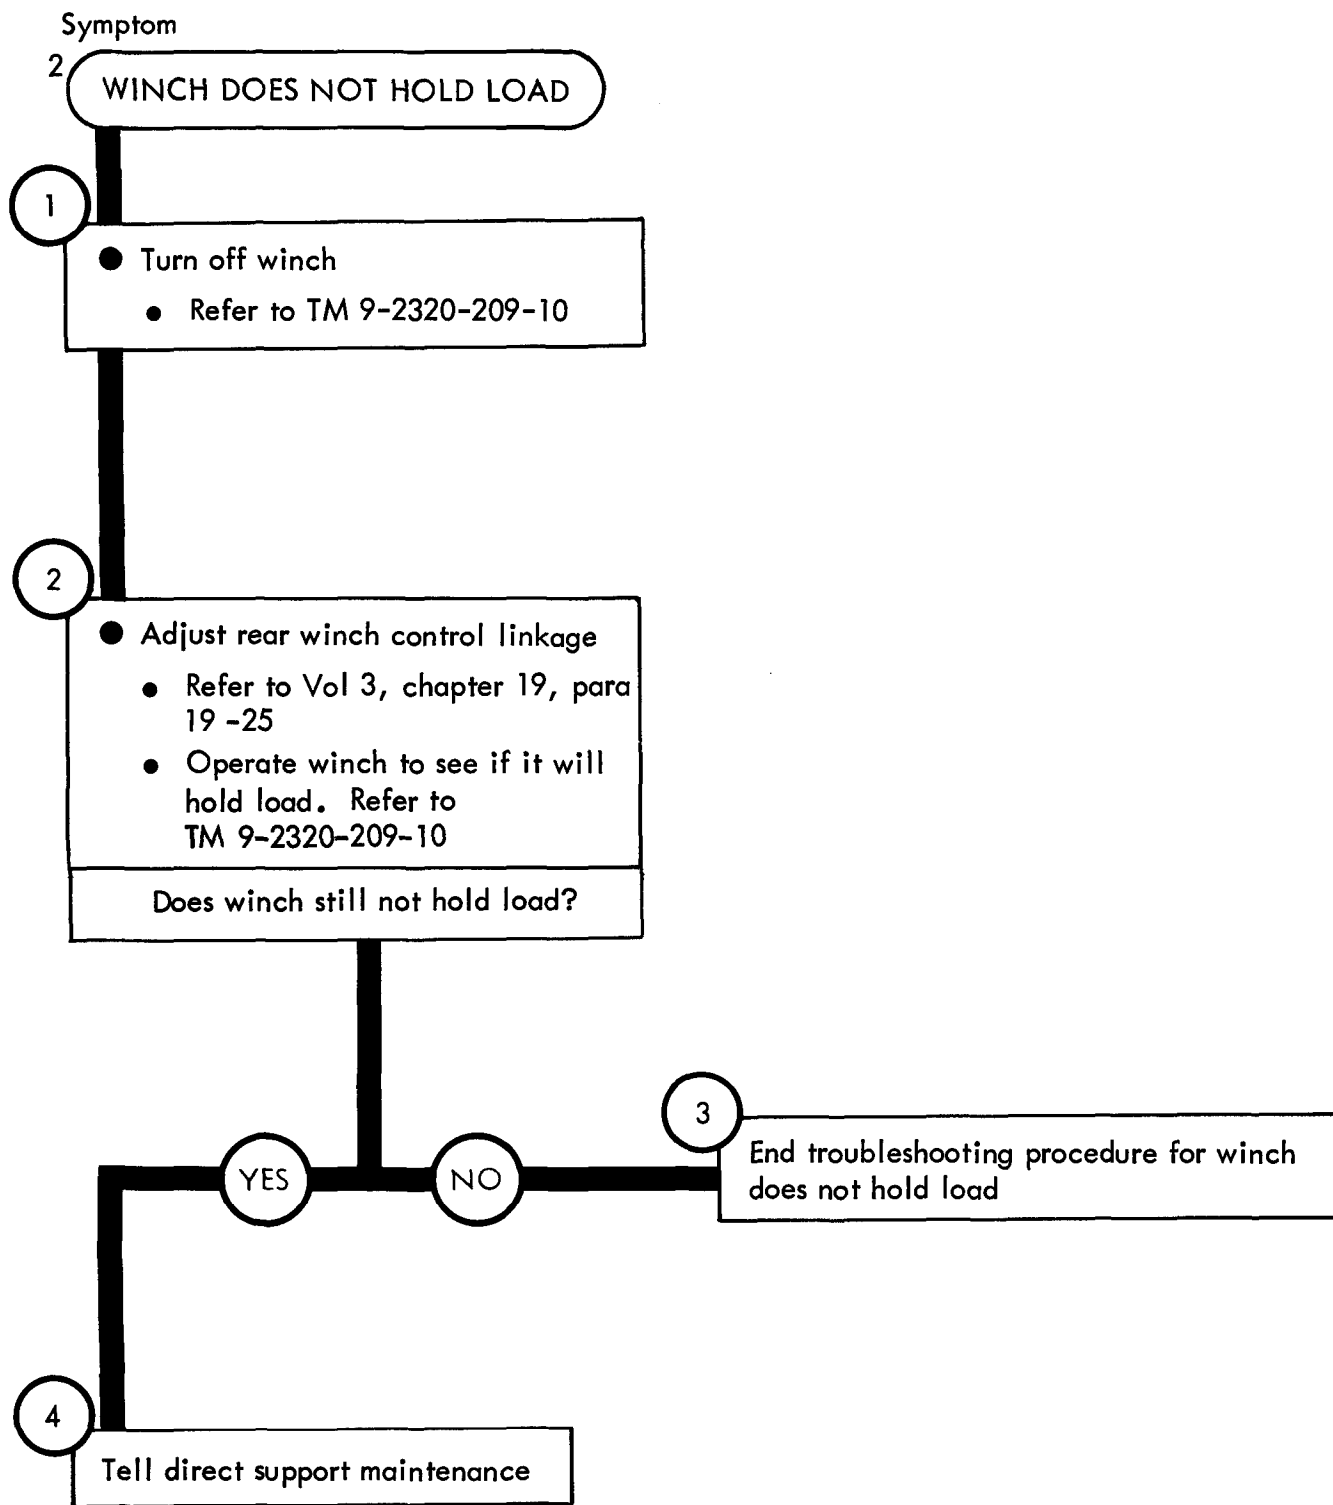 Symptom
2
WINCH DOES NOT HOLD LOAD
1
● Turn off winch
● Refer to TM 9-2320-209-10
2
● Adjust rear winch control linkage
● Refer to Vol 3, chapter 19, para
19 -25
● Operate winch to see if it will
hold load. Refer to
TM 9-2320-209-10
Does winch still not hold load?
YES
NO
3
End troubleshooting procedure for winch
does not hold load
4
Tell direct support maintenance